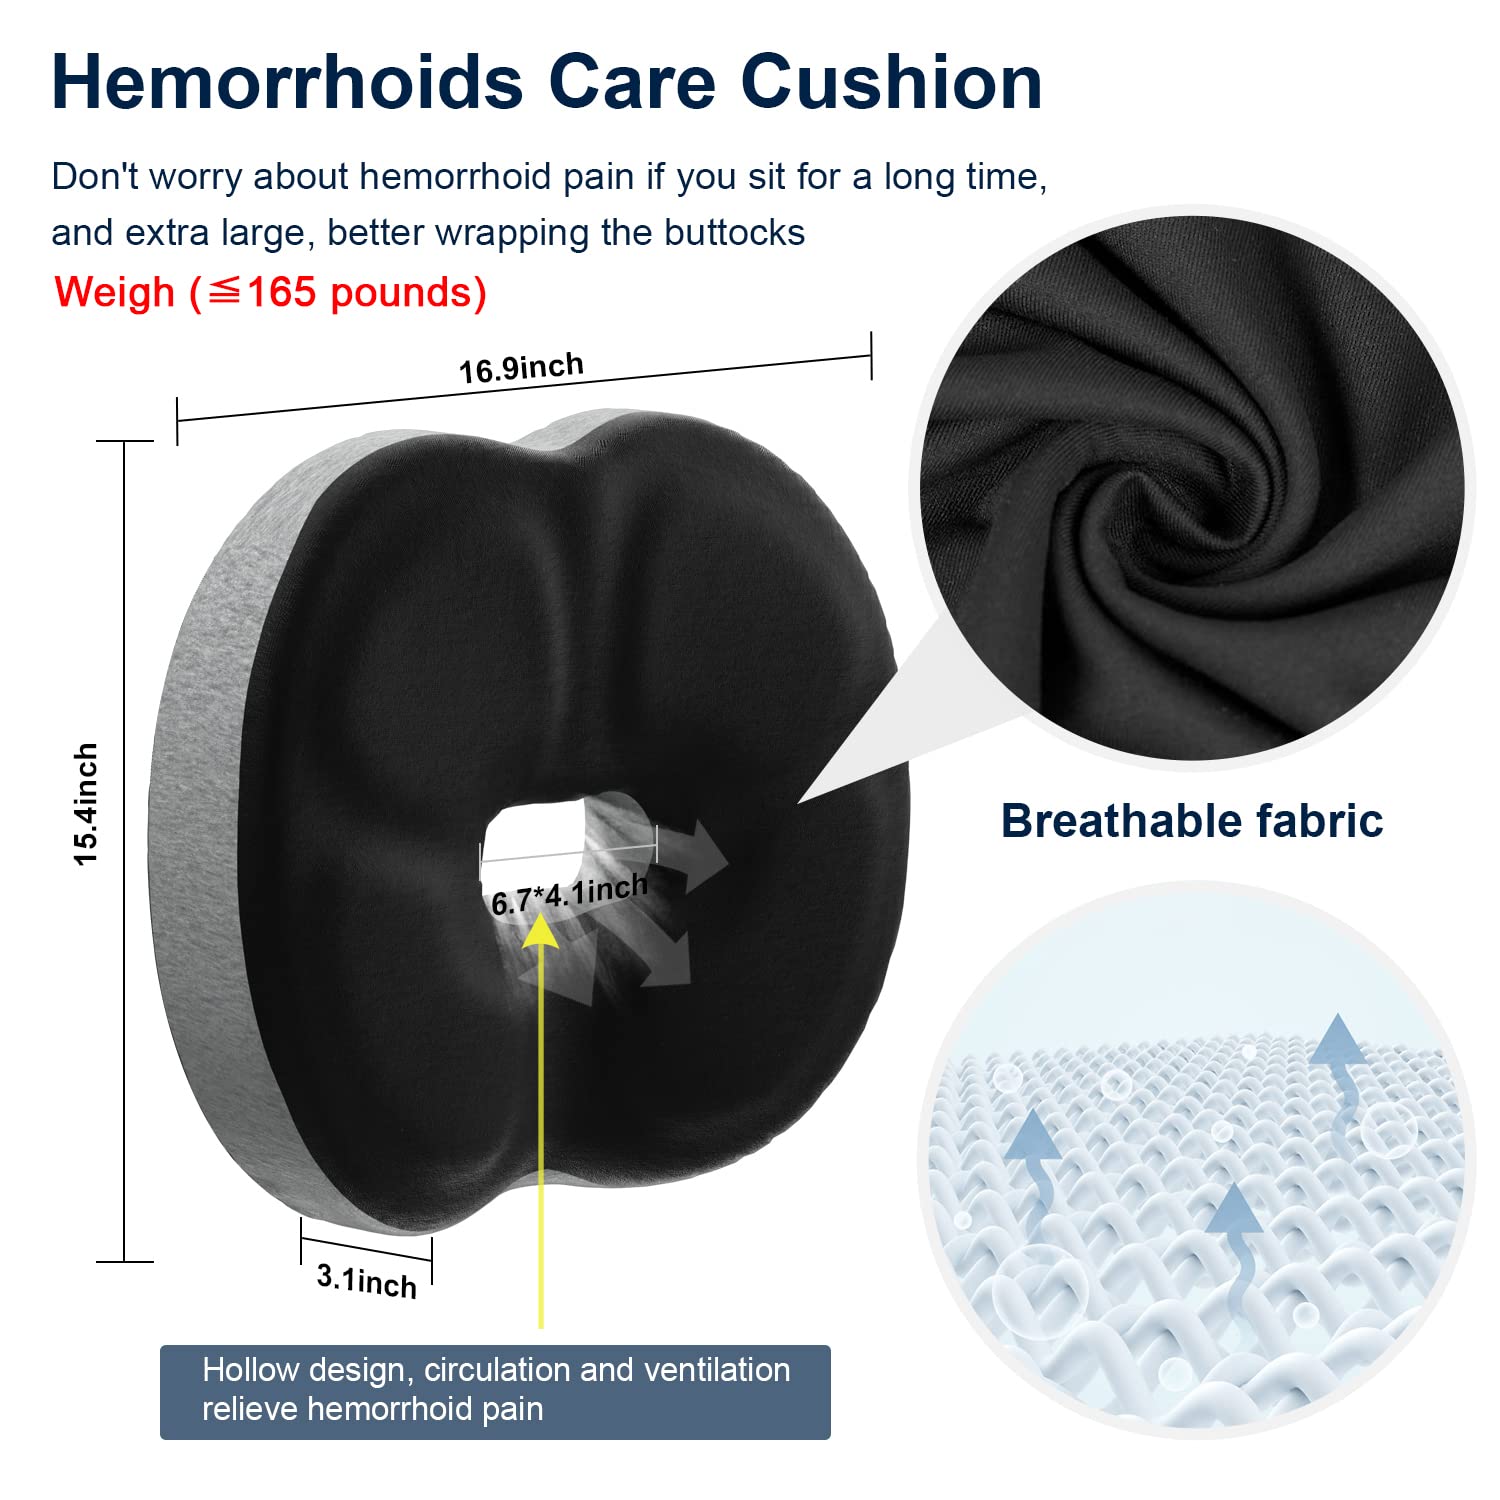 Hemorrhoids Care Cushion
Don't worry about hemorrhoid pain if you sit for a long time,
and extra large, better wrapping the buttocks
Weigh (≦165 pounds)
16.9inch
15.4inch
6.7*4.1inch
3.1inch
Breathable fabric
Hollow design, circulation and ventilation
relieve hemorrhoid pain